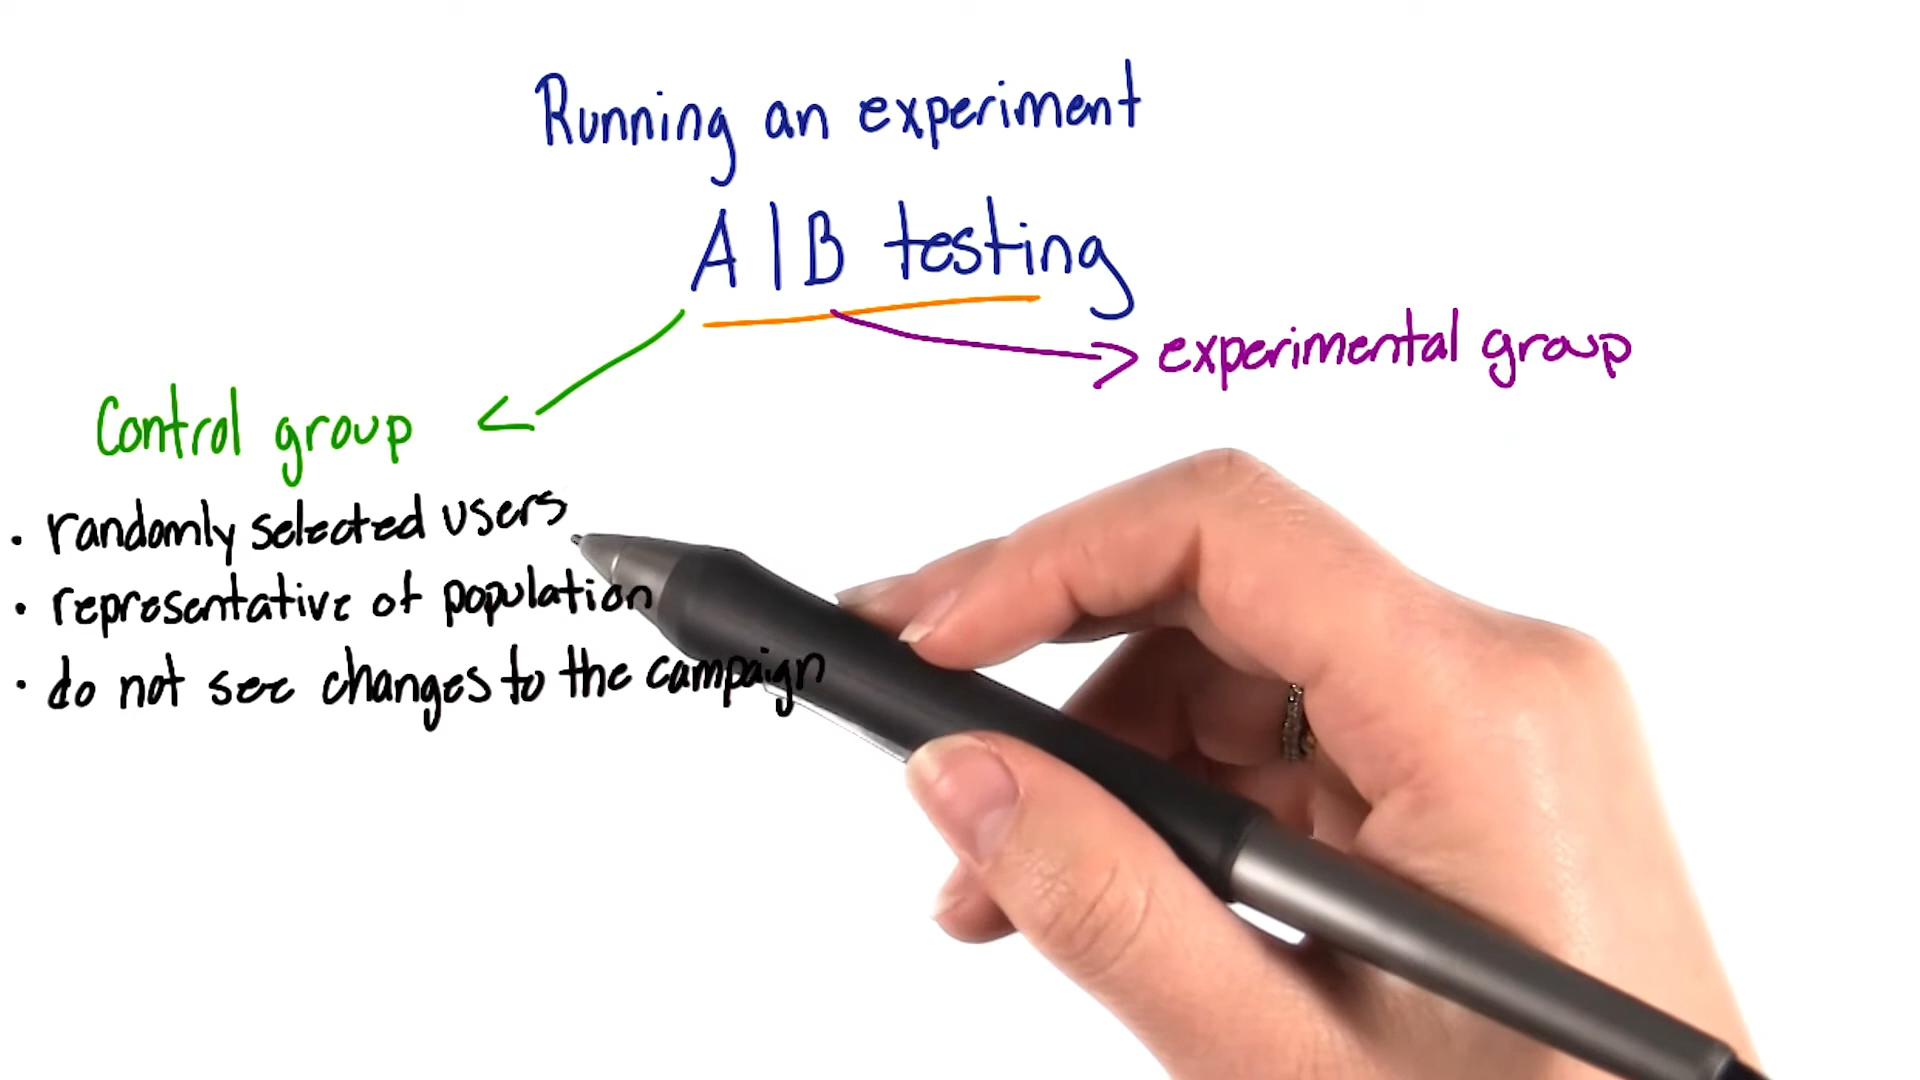 Running an experiment
A|B testing
experimental group
Control group
• randomly selected users
• representative of population
• do not see changes to the campaign